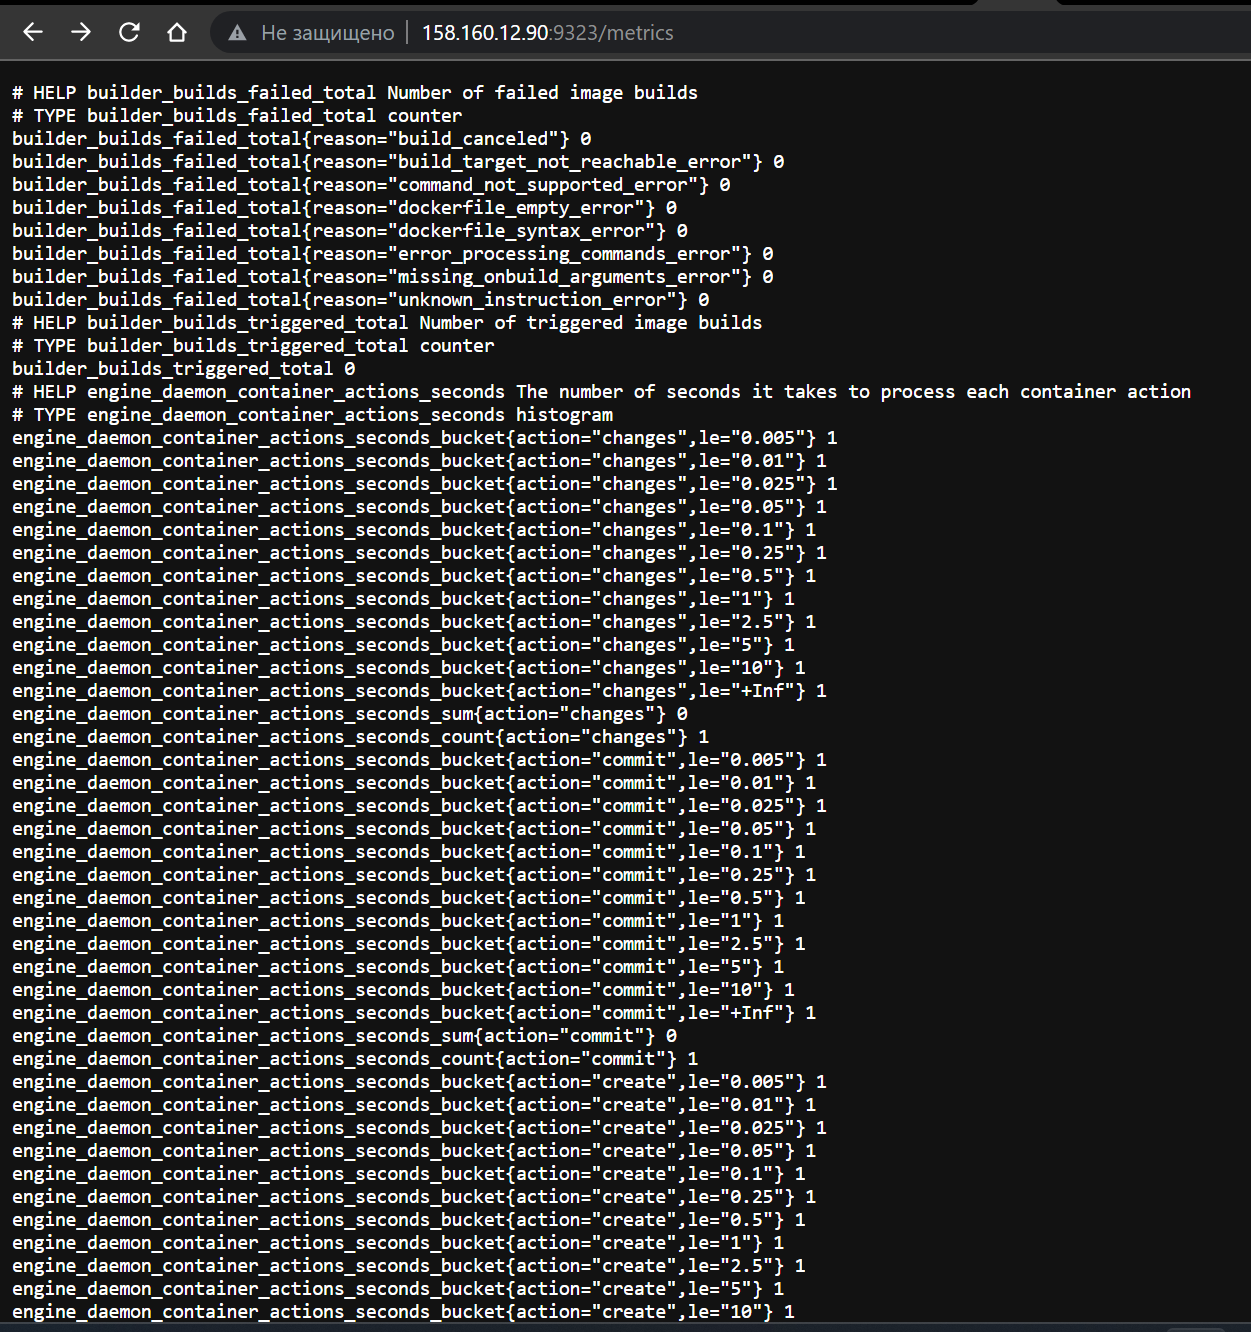 Не защищено 158.160.12.90:9323/metrics
# HELP builder_builds_failed_total Number of failed image builds
# TYPE builder_builds_failed_total counter
builder_builds_failed_total{reason="build_canceled"} 0
builder_builds_failed_total{reason="build_target_not_reachable_error"} 0
builder_builds_failed_total{reason="command_not_supported_error"} 0
builder_builds_failed_total{reason="dockerfile_empty_error"} 0
builder_builds_failed_total{reason="dockerfile_syntax_error"} 0
builder_builds_failed_total{reason="error_processing_commands_error"} 0
builder_builds_failed_total{reason="missing_onbuild_arguments_error"} 0
builder_builds_failed_total{reason="unknown_instruction_error"} 0
# HELP builder_builds_triggered_total Number of triggered image builds
# TYPE builder_builds_triggered_total counter
builder_builds_triggered_total 0
# HELP engine_daemon_container_actions_seconds The number of seconds it takes to process each container action
# TYPE engine_daemon_container_actions_seconds histogram
engine_daemon_container_actions_seconds_bucket{action="changes",le="0.005"} 1
engine_daemon_container_actions_seconds_bucket{action="changes",le="0.01"} 1
engine_daemon_container_actions_seconds_bucket{action="changes",le="0.025"} 1
engine_daemon_container_actions_seconds_bucket{action="changes",le="0.05"} 1
engine_daemon_container_actions_seconds_bucket{action="changes",le="0.1"} 1
engine_daemon_container_actions_seconds_bucket{action="changes",le="0.25"} 1
engine_daemon_container_actions_seconds_bucket{action="changes",le="0.5"} 1
engine_daemon_container_actions_seconds_bucket{action="changes",le="1"} 1
engine_daemon_container_actions_seconds_bucket{action="changes",le="2.5"} 1
engine_daemon_container_actions_seconds_bucket{action="changes",le="5"} 1
engine_daemon_container_actions_seconds_bucket{action="changes",le="10"} 1
engine_daemon_container_actions_seconds_bucket{action="changes",le="+Inf"} 1
engine_daemon_container_actions_seconds_sum{action="changes"} 0
engine_daemon_container_actions_seconds_count{action="changes"} 1
engine_daemon_container_actions_seconds_bucket{action="commit",le="0.005"} 1
engine_daemon_container_actions_seconds_bucket{action="commit",le="0.01"} 1
engine_daemon_container_actions_seconds_bucket{action="commit",le="0.025"} 1
engine_daemon_container_actions_seconds_bucket{action="commit",le="0.05"} 1
engine_daemon_container_actions_seconds_bucket{action="commit",le="0.1"} 1
engine_daemon_container_actions_seconds_bucket{action="commit",le="0.25"} 1
engine_daemon_container_actions_seconds_bucket{action="commit",le="0.5"} 1
engine_daemon_container_actions_seconds_bucket{action="commit",le="1"} 1
engine_daemon_container_actions_seconds_bucket{action="commit",le="2.5"} 1
engine_daemon_container_actions_seconds_bucket{action="commit",le="5"} 1
engine_daemon_container_actions_seconds_bucket{action="commit",le="10"} 1
engine_daemon_container_actions_seconds_bucket{action="commit",le="+Inf"} 1
engine_daemon_container_actions_seconds_sum{action="commit"} 0
engine_daemon_container_actions_seconds_count{action="commit"} 1
engine_daemon_container_actions_seconds_bucket{action="create",le="0.005"} 1
engine_daemon_container_actions_seconds_bucket{action="create",le="0.01"} 1
engine_daemon_container_actions_seconds_bucket{action="create",le="0.025"} 1
engine_daemon_container_actions_seconds_bucket{action="create",le="0.05"} 1
engine_daemon_container_actions_seconds_bucket{action="create",le="0.1"} 1
engine_daemon_container_actions_seconds_bucket{action="create",le="0.25"} 1
engine_daemon_container_actions_seconds_bucket{action="create",le="0.5"} 1
engine_daemon_container_actions_seconds_bucket{action="create",le="1"} 1
engine_daemon_container_actions_seconds_bucket{action="create",le="2.5"} 1
engine_daemon_container_actions_seconds_bucket{action="create",le="5"} 1
engine_daemon_container_actions_seconds_bucket{action="create",le="10"} 1